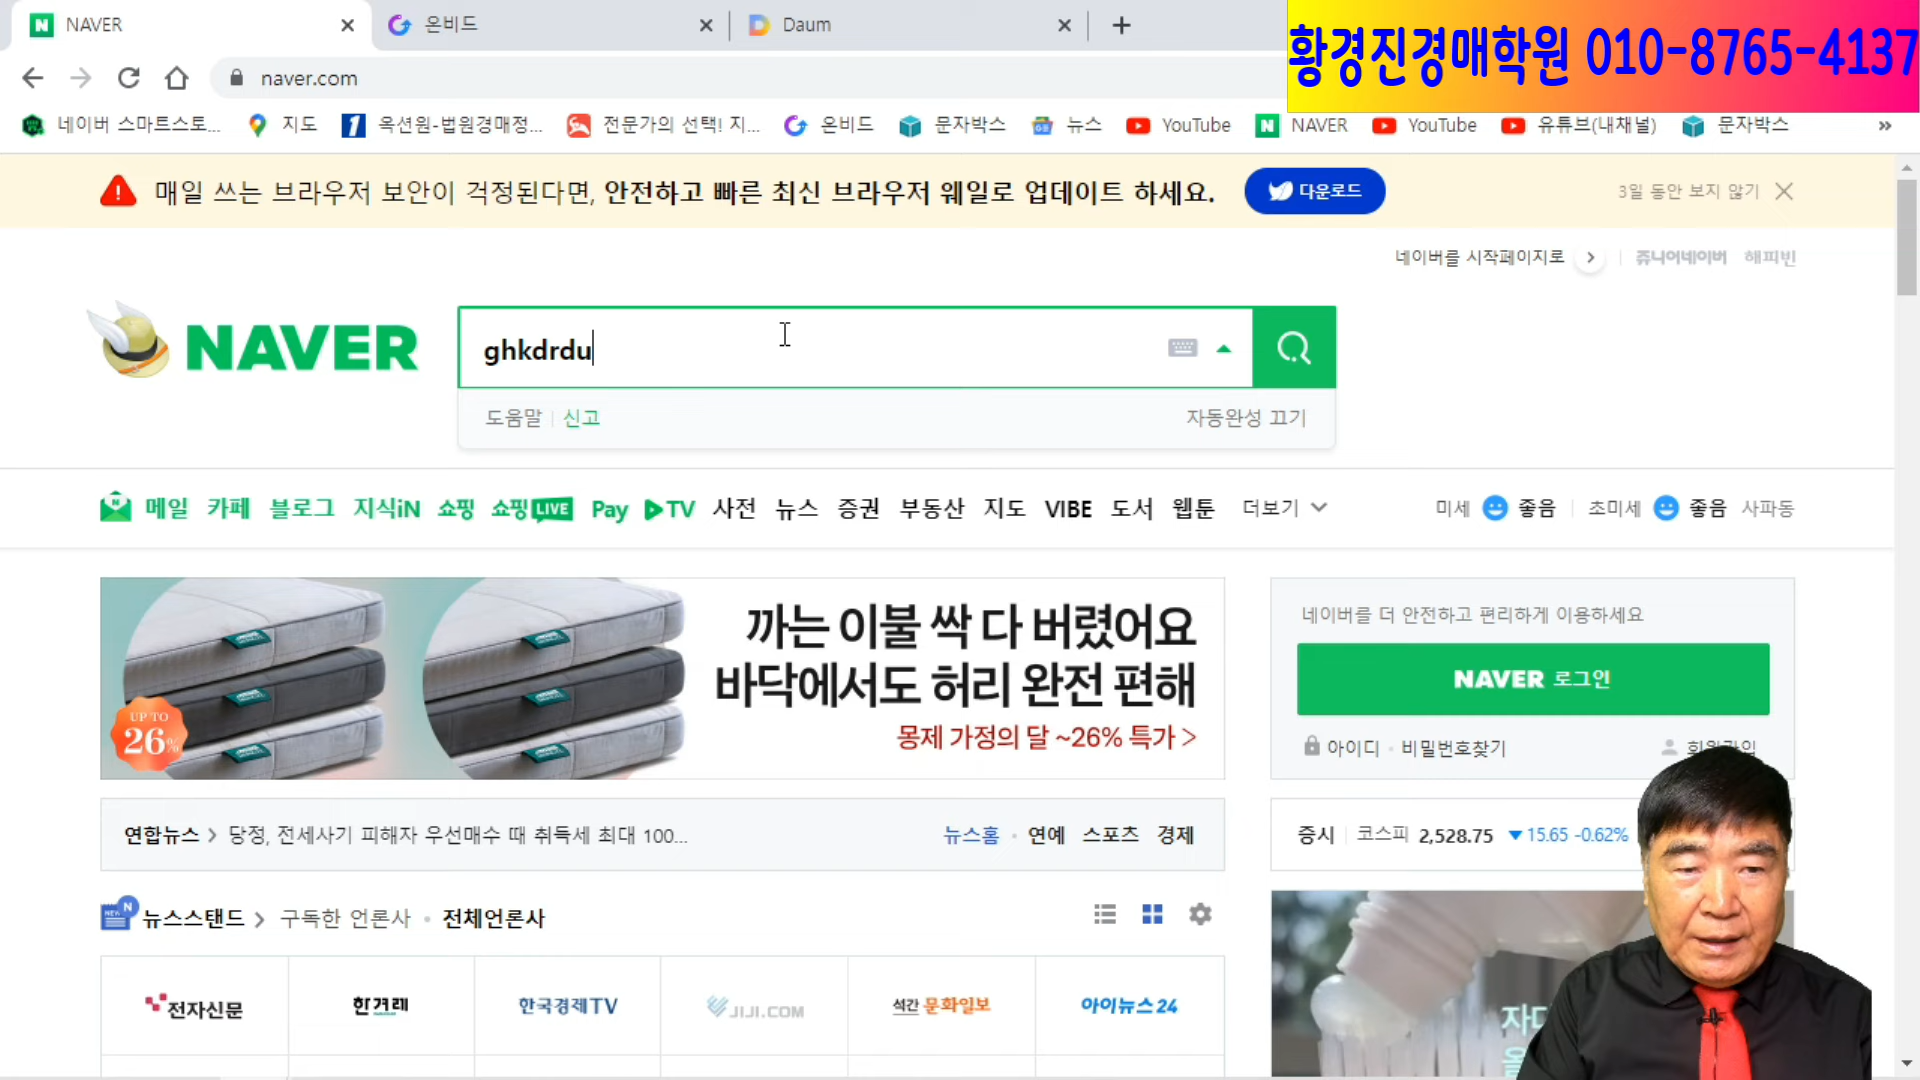 NAVER
온비드
Daum
황경진경매학원 010-8765-4137
naver.com
네이버 스마트스토...
지도
옥션원-법원경매정...
전문가의 선택! 지...
온비드
문자박스
뉴스
YouTube
NAVER
YouTube
유튜브(내채널)
문자박스
매일 쓰는 브라우저 보안이 걱정된다면, 안전하고 빠른 최신 브라우저 웨일로 업데이트 하세요.
다운로드
3일 동안 보지 않기
네이버를 시작페이지로
쥬니어네이버 해피빈
NAVER
ghkdrdu
도움말 신고
자동완성 끄기
메일 카페 블로그 지식iN 쇼핑 쇼핑LIVE Pay TV 사전 뉴스 증권 부동산 지도 VIBE 도서 웹툰 더보기
미세 좋음 초미세 좋음 사파동
까는 이불 싹 다 버렸어요
바닥에서도 허리 완전 편해
몽제 가정의 달 ~26% 특가 >
UP TO
26%
네이버를 더 안전하고 편리하게 이용하세요
NAVER 로그인
아이디 · 비밀번호찾기
연합뉴스 > 당정, 전세사기 피해자 우선매수 때 취득세 최대 100...
뉴스홈 · 연예 스포츠 경제
증시 코스피 2,528.75 ▼15.65 -0.62%
뉴스스탠드 > 구독한 언론사 · 전체언론사
전자신문
한겨레
한국경제TV
JIJI.COM
석간 문화일보
아이뉴스24